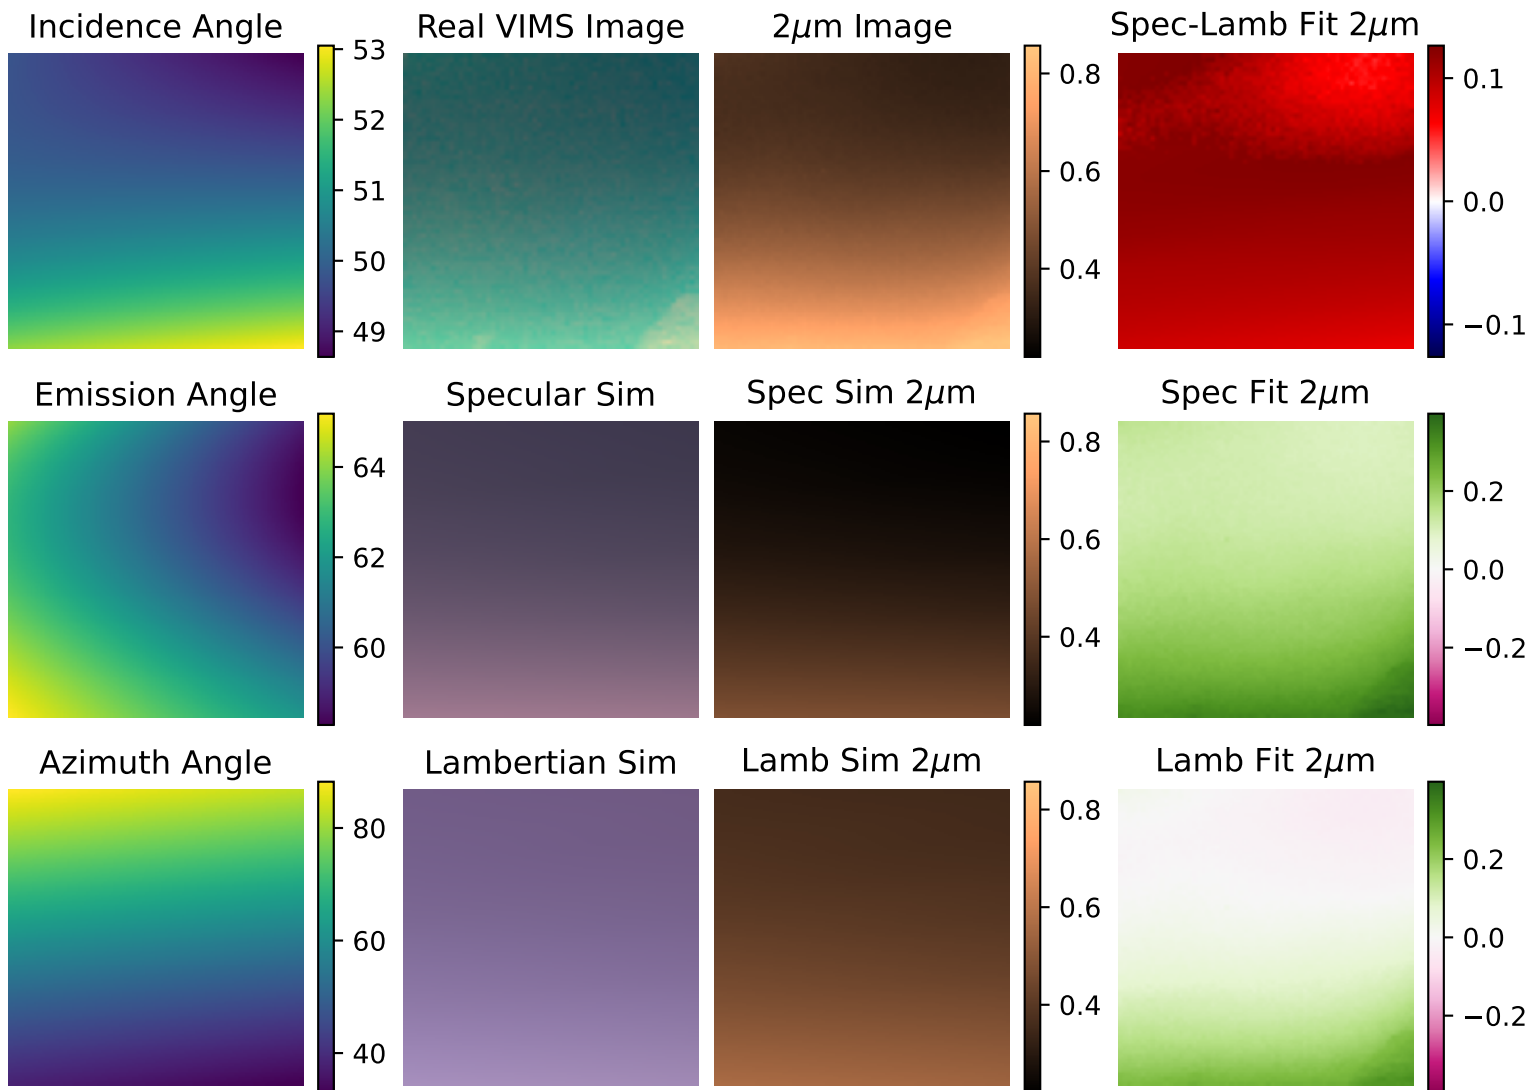 Incidence Angle
53
52
51
50
49
Real VIMS Image
2μm Image
0.8
0.6
0.4
Spec-Lamb Fit 2μm
0.1
0.0
−0.1
Emission Angle
64
62
60
Specular Sim
Spec Sim 2μm
0.8
0.6
0.4
Spec Fit 2μm
0.2
0.0
−0.2
Azimuth Angle
80
60
40
Lambertian Sim
Lamb Sim 2μm
0.8
0.6
0.4
Lamb Fit 2μm
0.2
0.0
−0.2